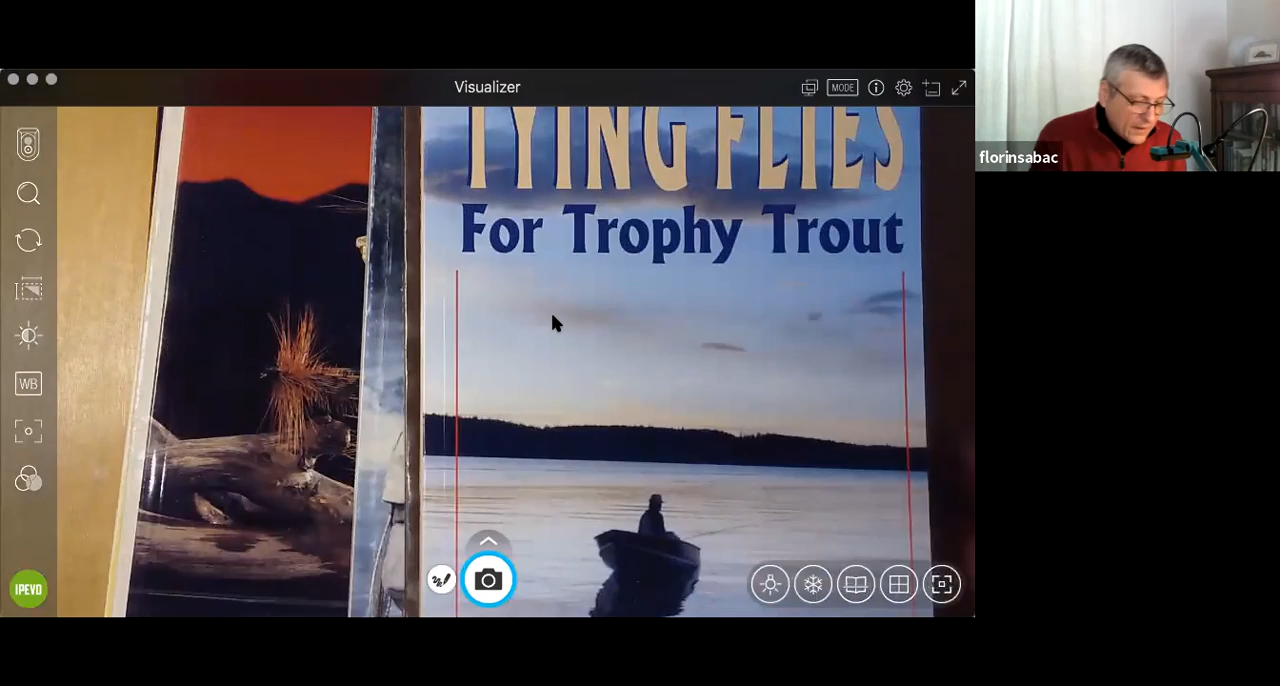 Visualizer
MODE
TYING FLIES
For Trophy Trout
florinsabac
WB
IPEVO